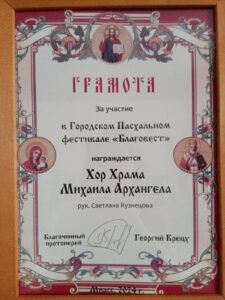 ГРАМОТА
За участие
в Городском Пасхальном
фестивале «Благовест»
награждается
Хор Храма
Михаила Архангела
рук. Светлана Кузнецова
Благочинный
протоиерей
Георгий Крецу
2024 г.